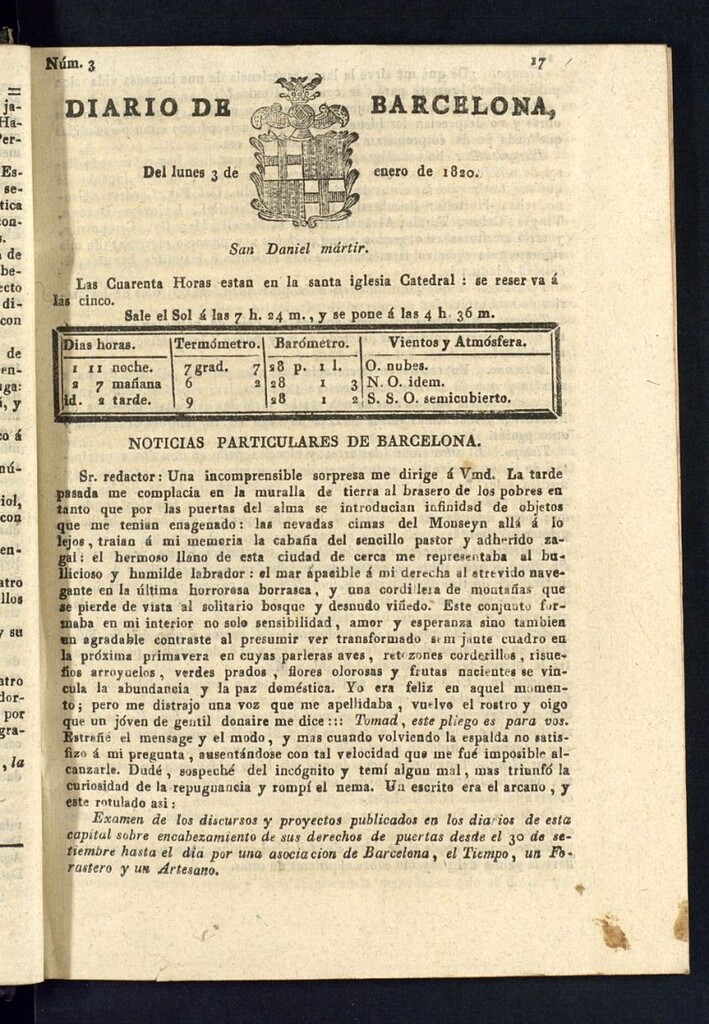 Núm. 3
17
DIARIO DE BARCELONA,
Del lunes 3 de enero de 1820.
San Daniel mártir.
Las Cuarenta Horas estan en la santa iglesia Catedral : se reserva á
las cinco.
Sale el Sol á las 7 h. 24 m., y se pone á las 4 h. 36 m.
Dias horas. Termómetro. Barómetro. Vientos y Atmósfera.
1 11 noche. 7 grad. 7 28 p. 1 l. O. nubes.
2 7 mañana 6 2 28 1 3 N. O. idem.
id. 2 tarde. 9 28 1 2 S. S. O. semicubierto.
NOTICIAS PARTICULARES DE BARCELONA.
Sr. redactor: Una incomprensible sorpresa me dirige á Vmd. La tarde
pasada me complacia en la muralla de tierra al brasero de los pobres en
tanto que por las puertas del alma se introducian infinidad de objetos
que me tenian enagenado: las nevadas cimas del Monseyn allá á lo
lejos, traian á mi memoria la cabaña del sencillo pastor y adherido za-
gal: el hermoso llano de esta ciudad de cerca me representaba al bu-
llicioso y humilde labrador: el mar apacible á mi derecha al atrevido nave-
gante en la última horrorosa borrasca, y una cordillera de montañas que
se pierde de vista al solitario bosque y desnudo viñedo. Este conjunto for-
maba en mi interior no solo sensibilidad, amor y esperanza sino tambien
un agradable contraste al presumir ver transformado semejante cuadro en
la próxima primavera en cuyas parleras aves, retozones corderillos, risue-
ños arroyuelos, verdes prados, flores olorosas y frutas nacientes se vin-
cula la abundancia y la paz doméstica. Yo era feliz en aquel momen-
to; pero me distrajo una voz que me apellidaba, vuelvo el rostro y oigo
que un jóven de gentil donaire me dice::: Tomad, este pliego es para vos.
Estrañé el mensage y el modo, y mas cuando volviendo la espalda no satis-
fizo á mi pregunta, ausentándose con tal velocidad que me fué imposible al-
canzarle. Dudé, sospeché del incógnito y temí algun mal, mas triunfó la
curiosidad de la repugnancia y rompí el nema. Un escrito era el arcano, y
este rotulado asi:
Examen de los discursos y proyectos publicados en los diarios de esta
capital sobre encabezamiento de sus derechos de puertas desde el 30 de se-
tiembre hasta el dia por una asociacion de Barcelona, el Tiempo, un Fo-
rastero y un Artesano.